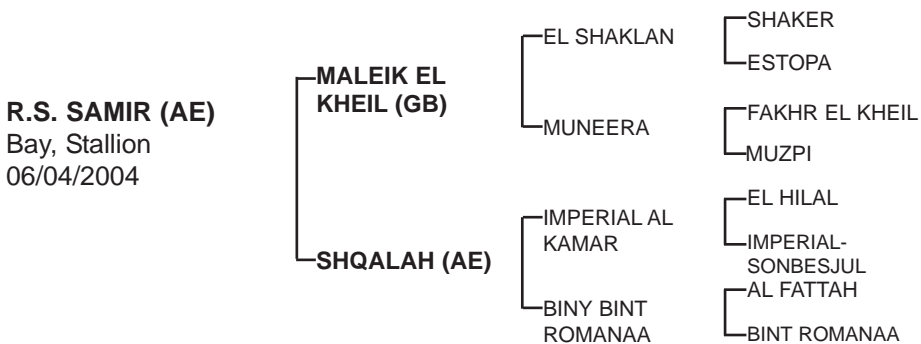 R.S. SAMIR (AE)
Bay, Stallion
06/04/2004
MALEIK EL
KHEIL (GB)
SHQALAH (AE)
EL SHAKLAN
MUNEERA
IMPERIAL AL
KAMAR
BINY BINT
ROMANAA
SHAKER
ESTOPA
FAKHR EL KHEIL
MUZPI
EL HILAL
IMPERIAL-
SONBESJUL
AL FATTAH
BINT ROMANAA